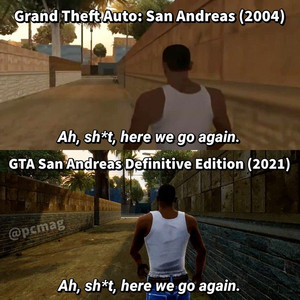 Grand Theft Auto: San Andreas (2004)
Ah, sh*t, here we go again.
GTA San Andreas Definitive Edition (2021)
@pcmag
Ah, sh*t, here we go again.